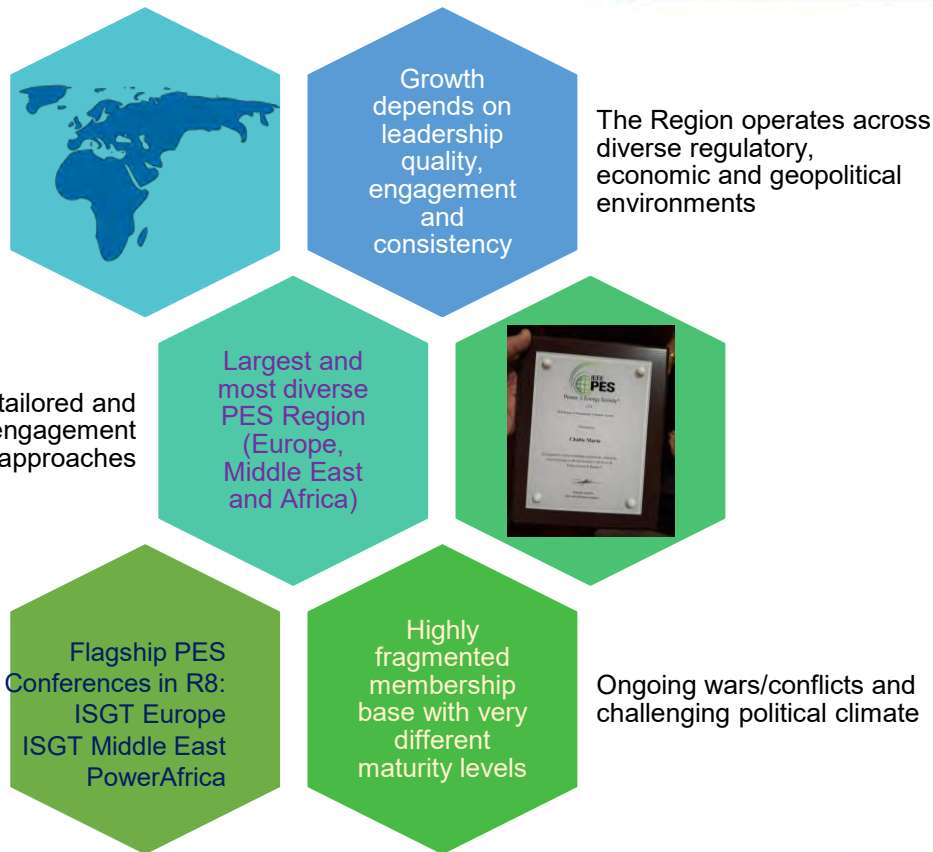 Growth
depends on
leadership
quality,
engagement
and
consistency
The Region operates across
diverse regulatory,
economic and geopolitical
environments
tailored and
engagement
approaches
Largest and
most diverse
PES Region
(Europe,
Middle East
and Africa)
IEEE
PES
Power & Energy Society
Flagship PES
Conferences in R8:
ISGT Europe
ISGT Middle East
PowerAfrica
Highly
fragmented
membership
base with very
different
maturity levels
Ongoing wars/conflicts and
challenging political climate